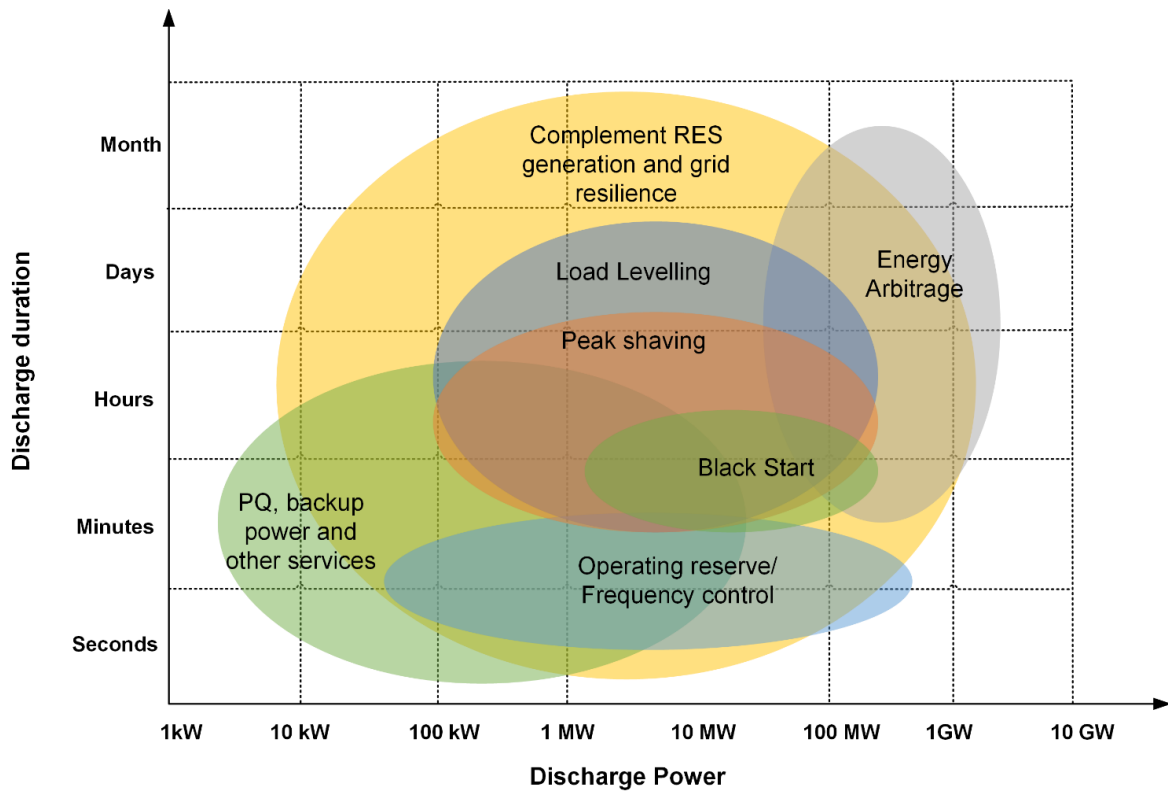 Month
Days
Hours
Minutes
Seconds
Discharge duration
Complement RES
generation and grid
resilience
Load Levelling
Energy
Arbitrage
Peak shaving
Black Start
PQ, backup
power and
other services
Operating reserve/
Frequency control
1kW
10 kW
100 kW
1 MW
10 MW
100 MW
1GW
10 GW
Discharge Power